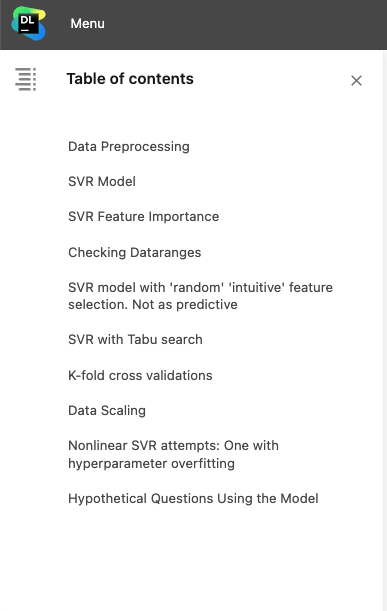 DL
Menu
Table of contents
Data Preprocessing
SVR Model
SVR Feature Importance
Checking Dataranges
SVR model with 'random' 'intuitive' feature
selection. Not as predictive
SVR with Tabu search
K-fold cross validations
Data Scaling
Nonlinear SVR attempts: One with
hyperparameter overfitting
Hypothetical Questions Using the Model